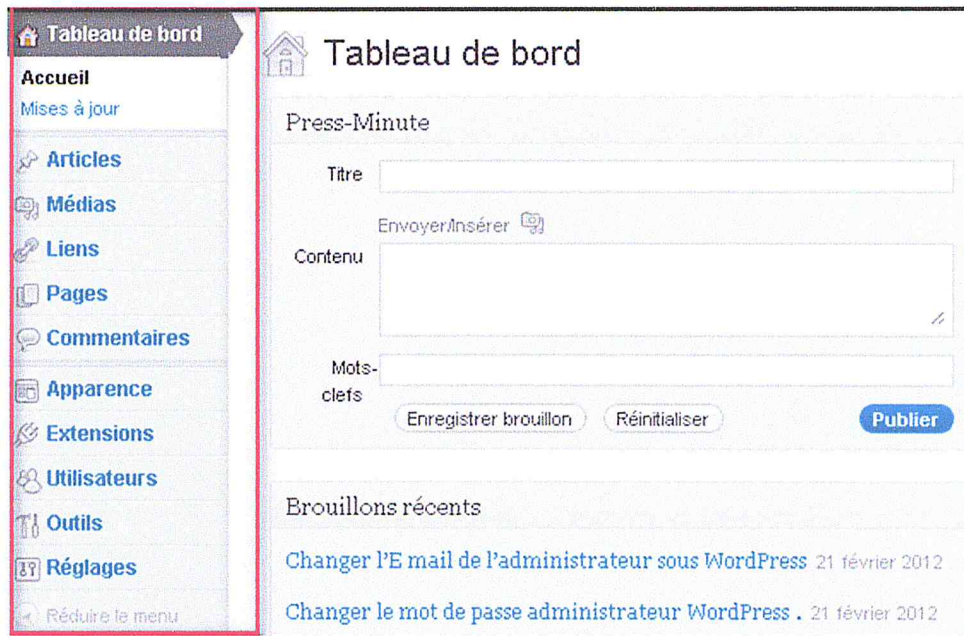 Tableau de bord
Accueil
Mises à jour
Articles
Médias
Liens
Pages
Commentaires
Apparence
Extensions
Utilisateurs
Outils
Réglages
Réduire le menu
Tableau de bord
Press-Minute
Titre
Envoyer/Insérer
Contenu
Mots-
clefs
Enregistrer brouillon
Réinitialiser
Publier
Brouillons récents
Changer l'E mail de l'administrateur sous WordPress 21 février 2012
Changer le mot de passe administrateur WordPress . 21 février 2012